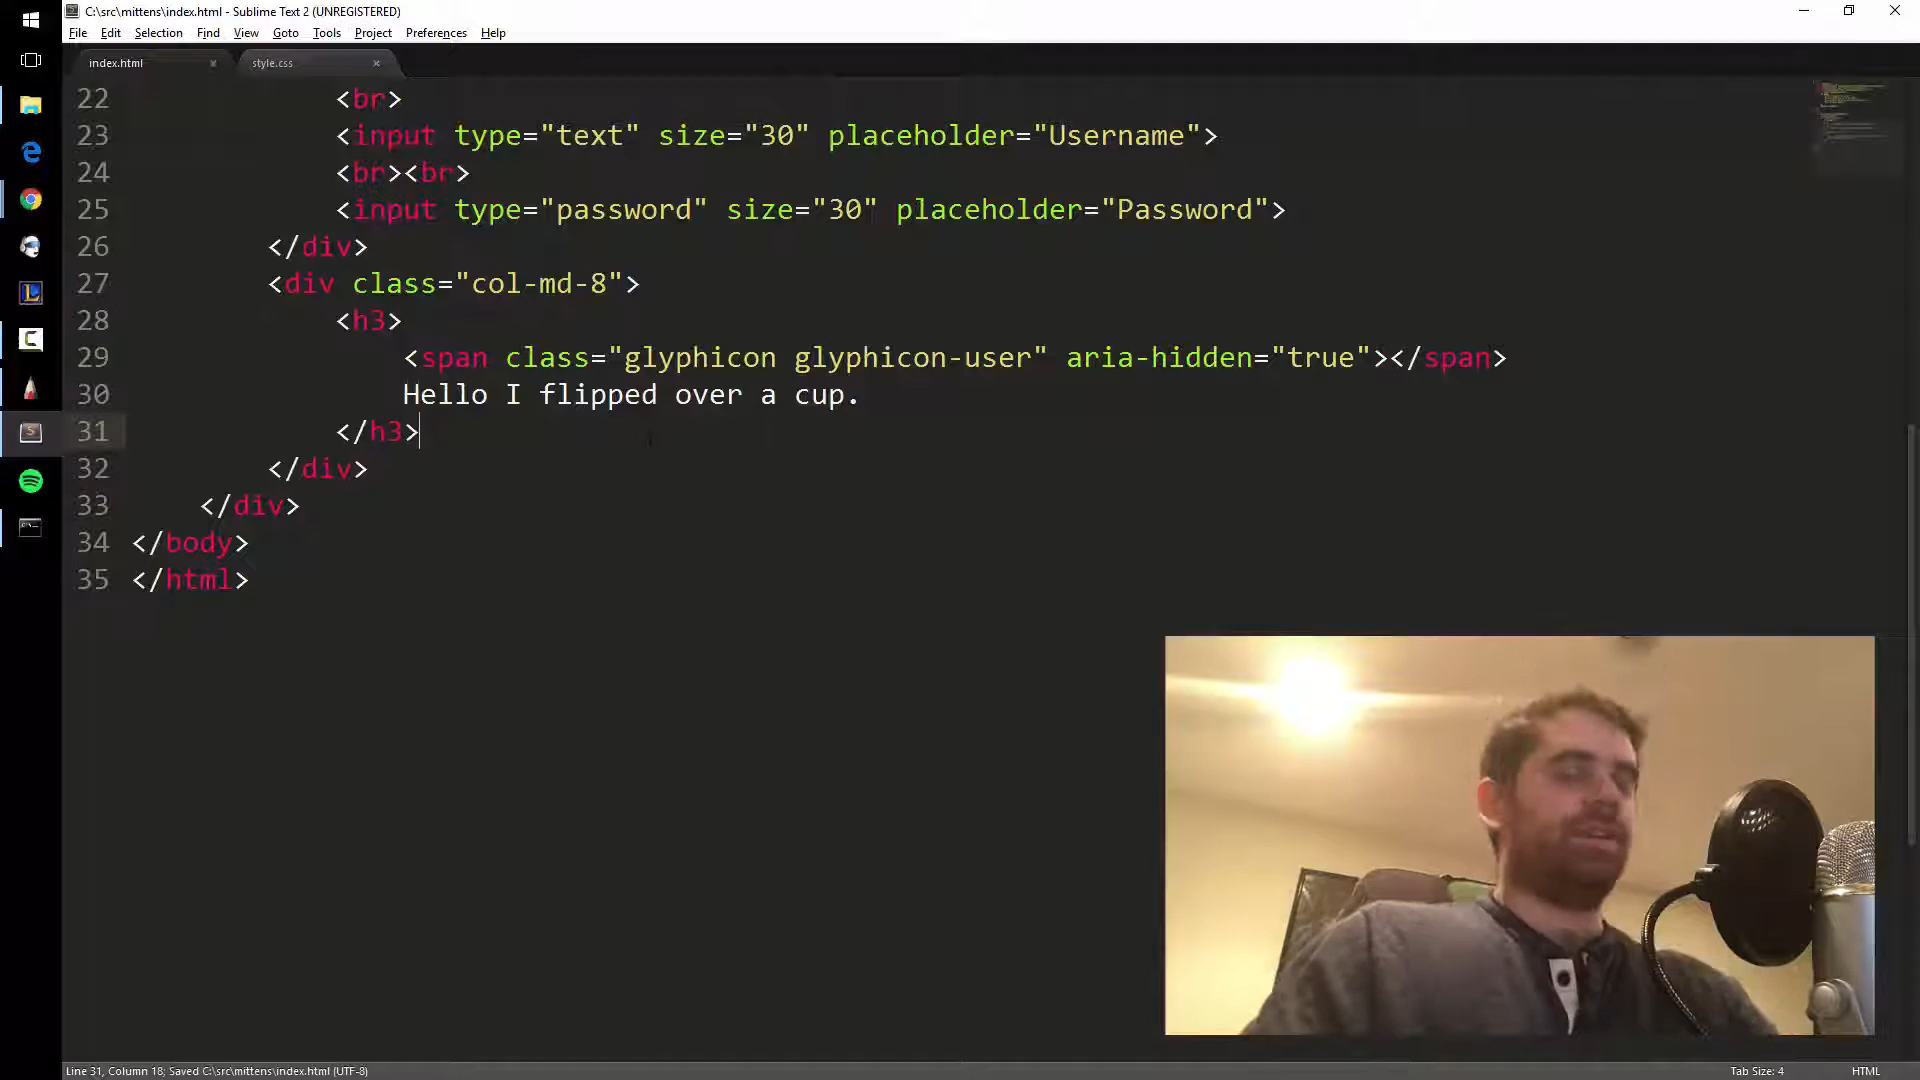 C:\src\mittens\index.html - Sublime Text 2 (UNREGISTERED)
File Edit Selection Find View Goto Tools Project Preferences Help
index.html × style.css ×
22 <br>
23 <input type="text" size="30" placeholder="Username">
24 <br><br>
25 <input type="password" size="30" placeholder="Password">
26 </div>
27 <div class="col-md-8">
28 <h3>
29 <span class="glyphicon glyphicon-user" aria-hidden="true"></span>
30 Hello I flipped over a cup.
31 </h3>
32 </div>
33 </div>
34 </body>
35 </html>
Line 31, Column 18; Saved C:\src\mittens\index.html (UTF-8) Tab Size: 4 HTML